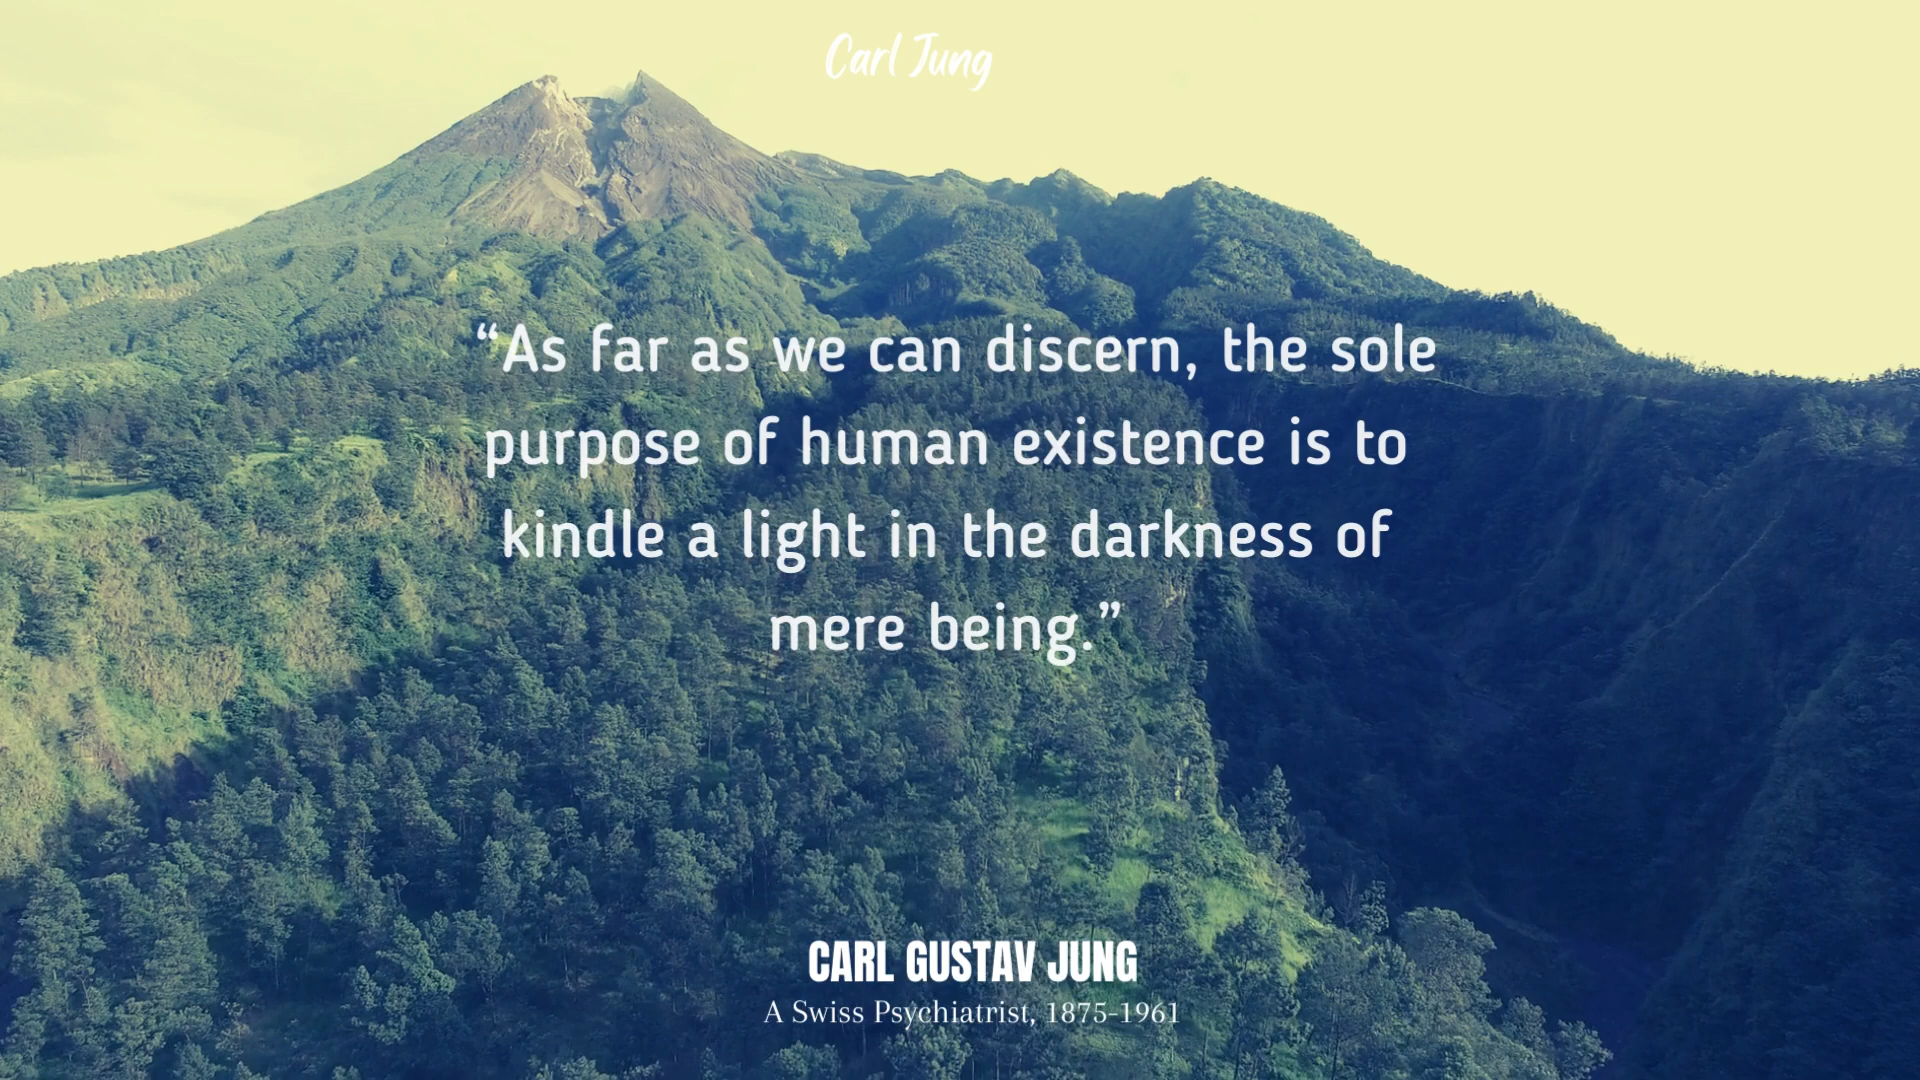 Carl Jung
“As far as we can discern, the sole
purpose of human existence is to
kindle a light in the darkness of
mere being.”
CARL GUSTAV JUNG
A Swiss Psychiatrist, 1875-1961